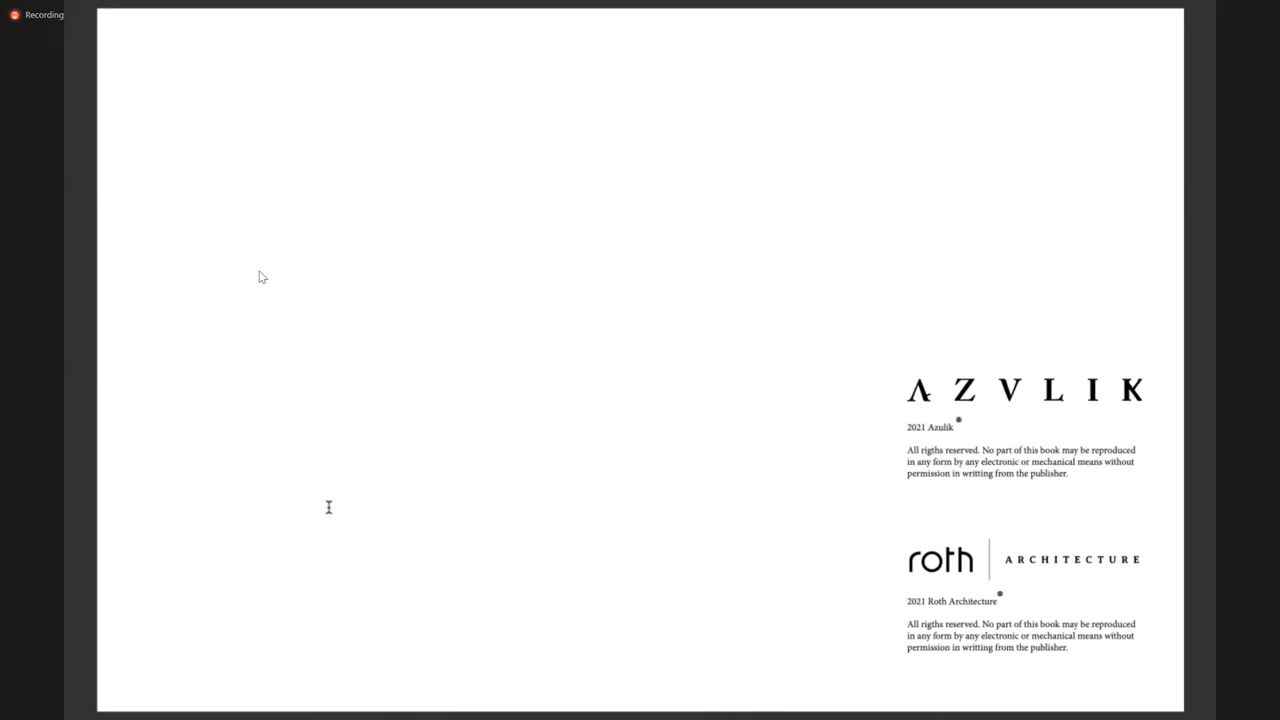 Recording
AZVLIK
2021 Azulik ®
All rigths reserved. No part of this book may be reproduced
in any form by any electronic or mechanical means without
permission in writting from the publisher.
roth | ARCHITECTURE
2021 Roth Architecture®
All rigths reserved. No part of this book may be reproduced
in any form by any electronic or mechanical means without
permission in writting from the publisher.